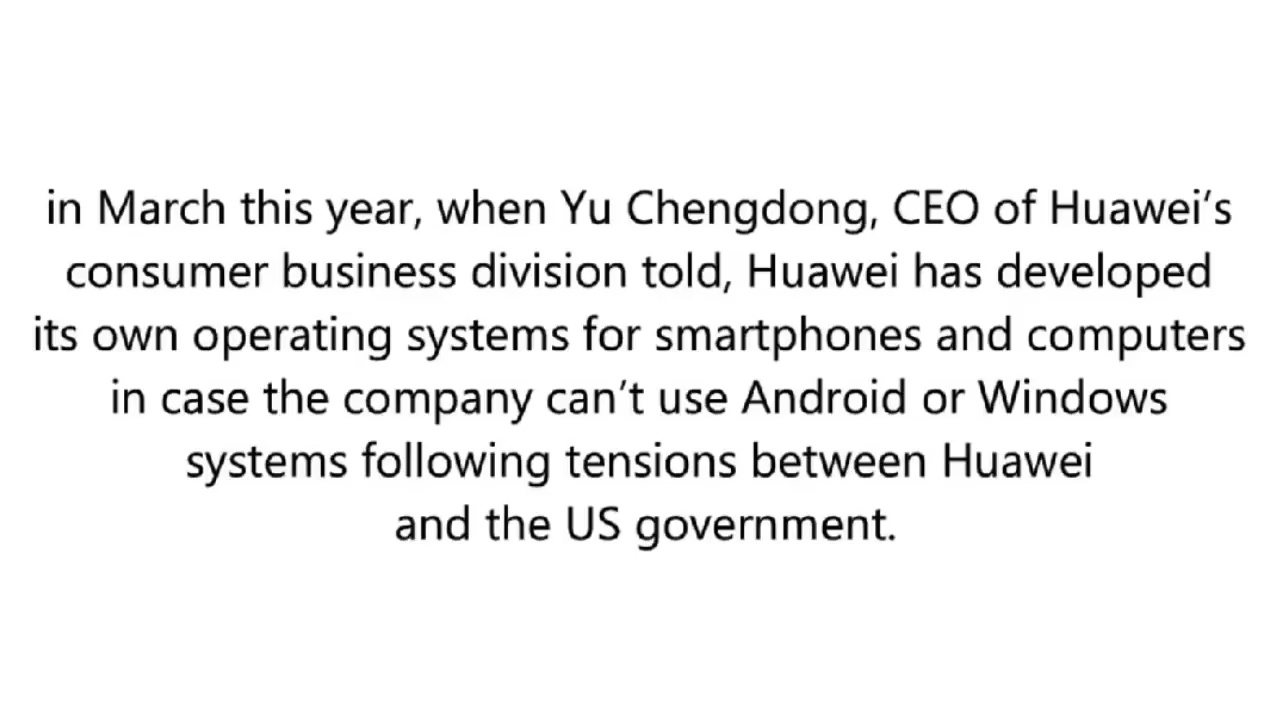 in March this year, when Yu Chengdong, CEO of Huawei’s
consumer business division told, Huawei has developed
its own operating systems for smartphones and computers
in case the company can’t use Android or Windows
systems following tensions between Huawei
and the US government.